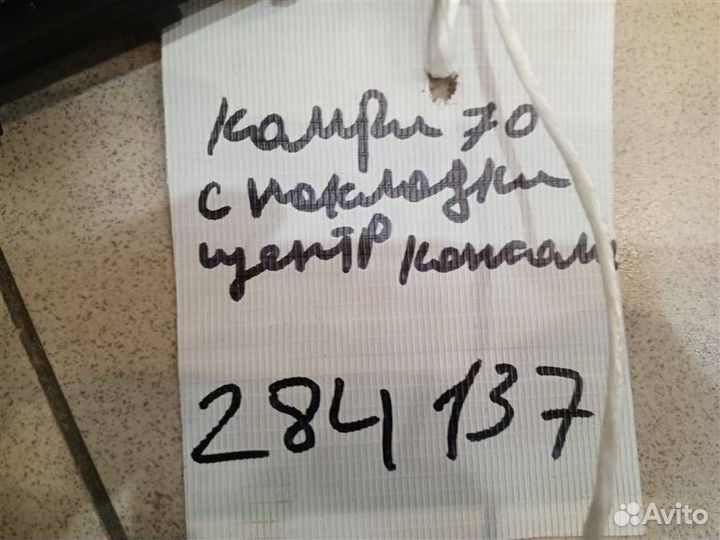 камри 70
с накладки
центр консоли
284 137
Avito